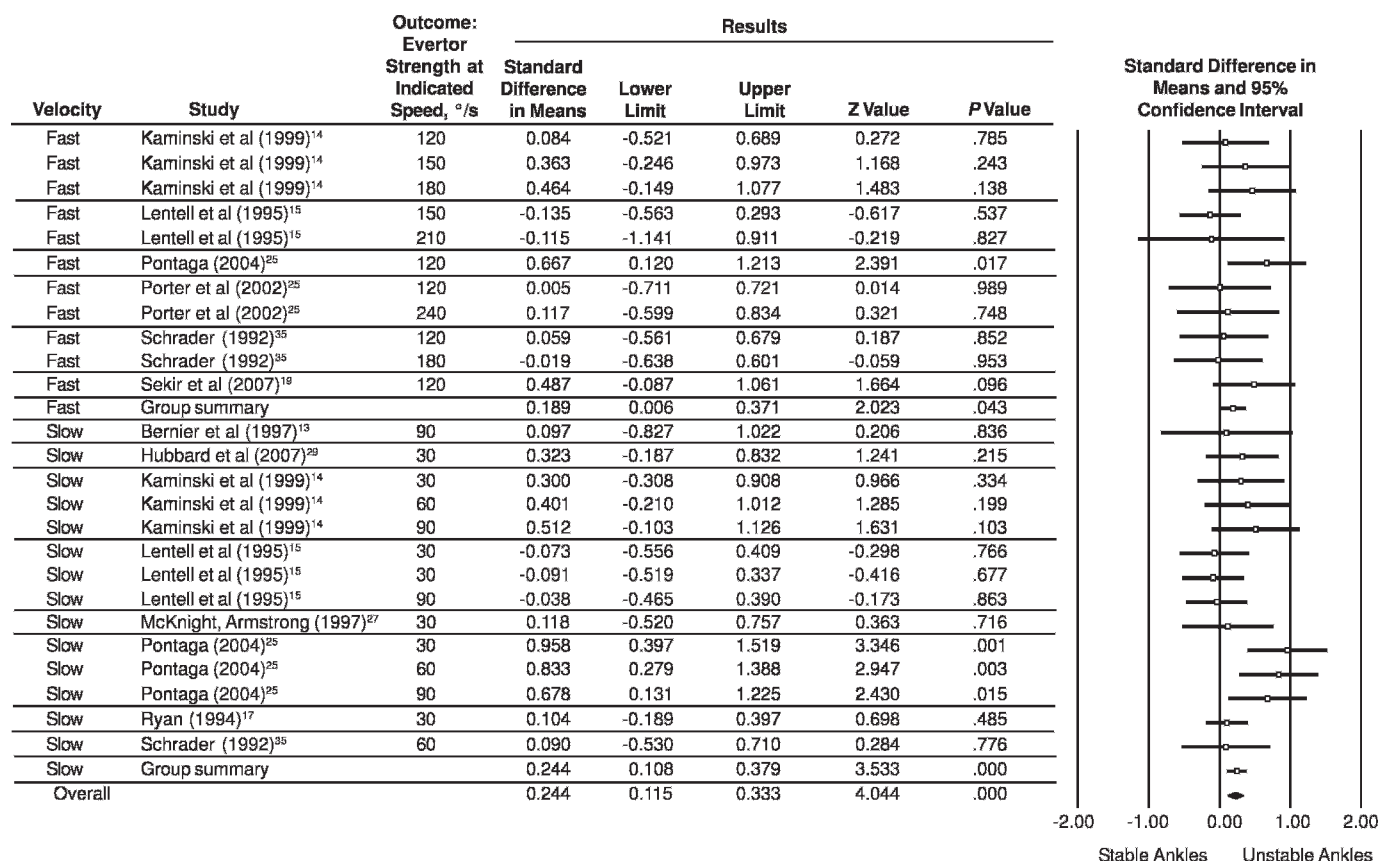 Outcome: Evertor Strength at Indicated Speed, °/s
Results
Standard Difference in Means and 95% Confidence Interval
Velocity Study Standard Difference in Means Lower Limit Upper Limit Z Value P Value
Fast Kaminski et al (1999)¹⁴ 120 0.084 -0.521 0.689 0.272 .785
Fast Kaminski et al (1999)¹⁴ 150 0.363 -0.246 0.973 1.168 .243
Fast Kaminski et al (1999)¹⁴ 180 0.464 -0.149 1.077 1.483 .138
Fast Lentell et al (1995)¹⁵ 150 -0.135 -0.563 0.293 -0.617 .537
Fast Lentell et al (1995)¹⁵ 210 -0.115 -1.141 0.911 -0.219 .827
Fast Pontaga (2004)²⁵ 120 0.667 0.120 1.213 2.391 .017
Fast Porter et al (2002)²⁵ 120 0.005 -0.711 0.721 0.014 .989
Fast Porter et al (2002)²⁵ 240 0.117 -0.599 0.834 0.321 .748
Fast Schrader (1992)³⁵ 120 0.059 -0.561 0.679 0.187 .852
Fast Schrader (1992)³⁵ 180 -0.019 -0.638 0.601 -0.059 .953
Fast Sekir et al (2007)¹⁹ 120 0.487 -0.087 1.061 1.664 .096
Fast Group summary 0.189 0.006 0.371 2.023 .043
Slow Bernier et al (1997)¹³ 90 0.097 -0.827 1.022 0.206 .836
Slow Hubbard et al (2007)²⁹ 30 0.323 -0.187 0.832 1.241 .215
Slow Kaminski et al (1999)¹⁴ 30 0.300 -0.308 0.908 0.966 .334
Slow Kaminski et al (1999)¹⁴ 60 0.401 -0.210 1.012 1.285 .199
Slow Kaminski et al (1999)¹⁴ 90 0.512 -0.103 1.126 1.631 .103
Slow Lentell et al (1995)¹⁵ 30 -0.073 -0.556 0.409 -0.298 .766
Slow Lentell et al (1995)¹⁵ 30 -0.091 -0.519 0.337 -0.416 .677
Slow Lentell et al (1995)¹⁵ 90 -0.038 -0.465 0.390 -0.173 .863
Slow McKnight, Armstrong (1997)²⁷ 30 0.118 -0.520 0.757 0.363 .716
Slow Pontaga (2004)²⁵ 30 0.958 0.397 1.519 3.346 .001
Slow Pontaga (2004)²⁵ 60 0.833 0.279 1.388 2.947 .003
Slow Pontaga (2004)²⁵ 90 0.678 0.131 1.225 2.430 .015
Slow Ryan (1994)¹⁷ 30 0.104 -0.189 0.397 0.698 .485
Slow Schrader (1992)³⁵ 60 0.090 -0.530 0.710 0.284 .776
Slow Group summary 0.244 0.108 0.379 3.533 .000
Overall 0.244 0.115 0.333 4.044 .000
-2.00 -1.00 0.00 1.00 2.00
Stable Ankles Unstable Ankles